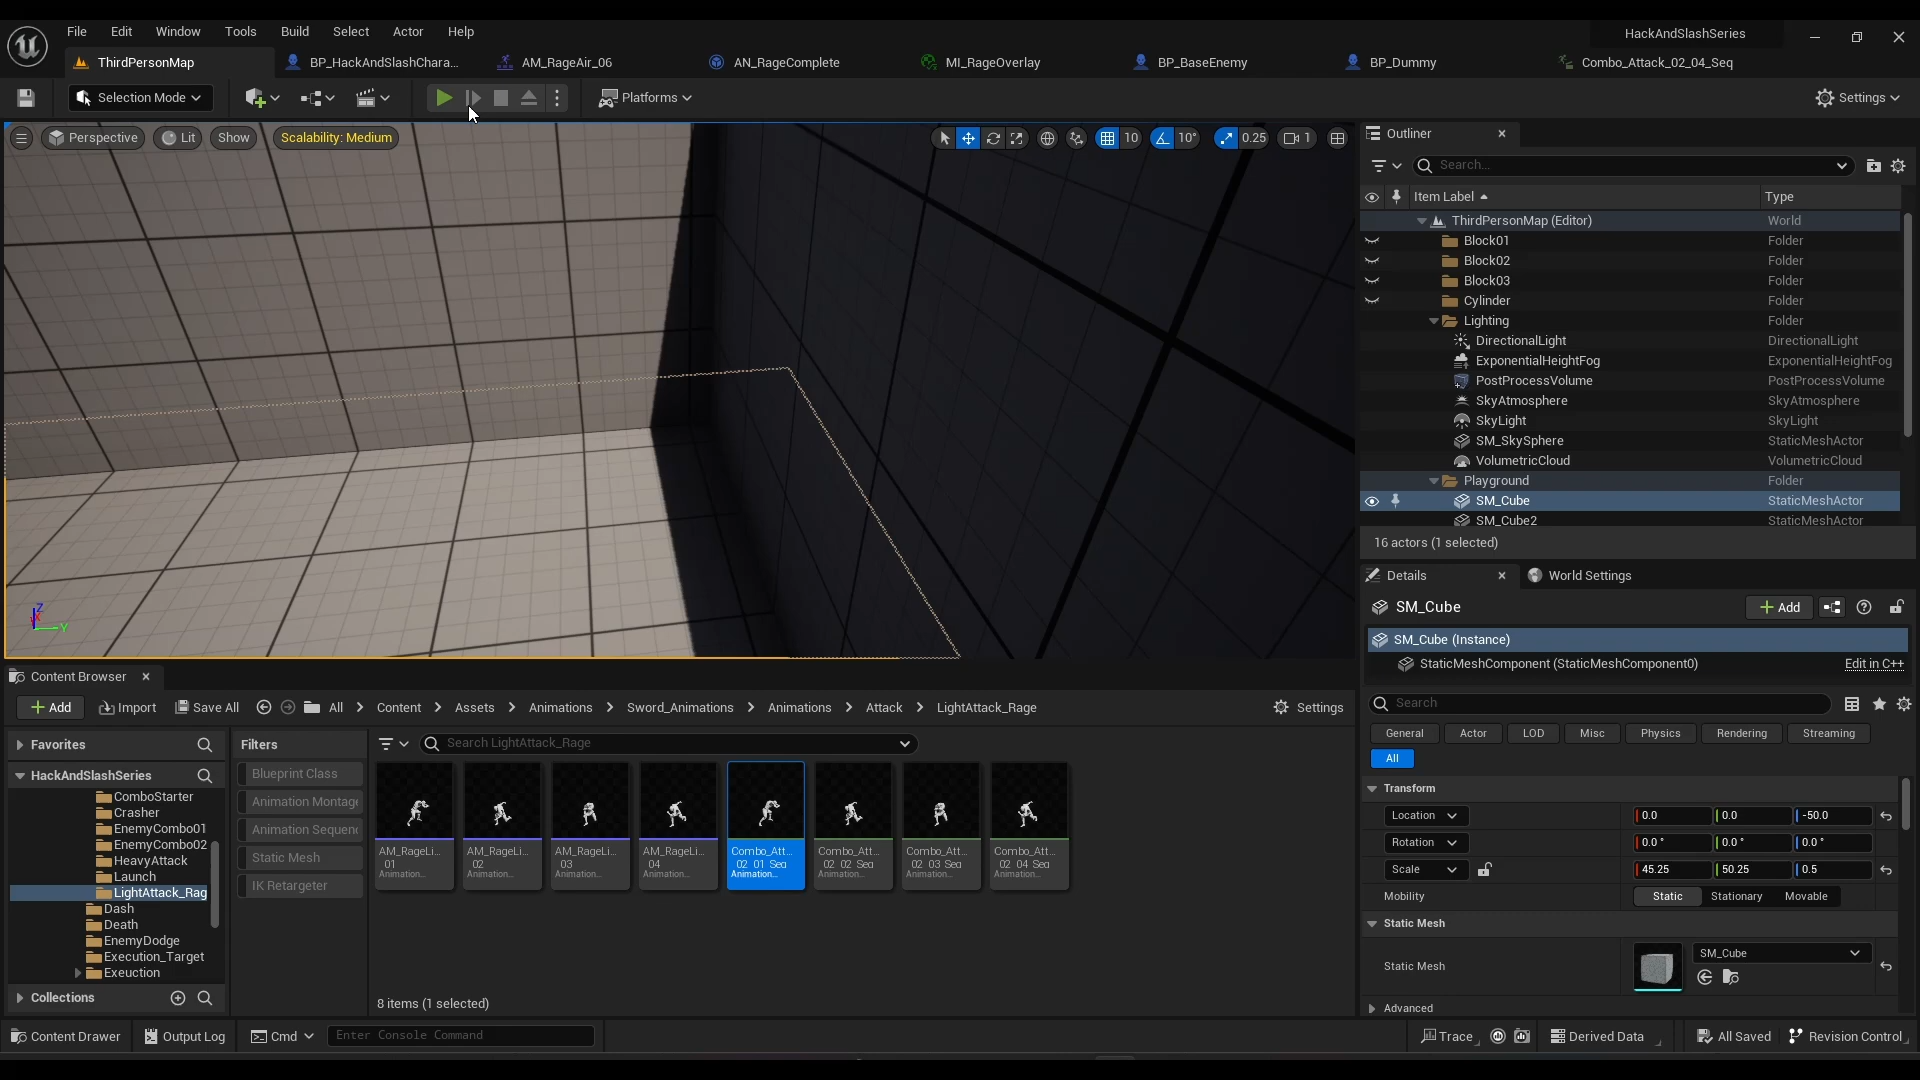 File Edit Window Tools Build Select Actor Help
HackAndSlashSeries
ThirdPersonMap
BP_HackAndSlashChara...
AM_RageAir_06
AN_RageComplete
MI_RageOverlay
BP_BaseEnemy
BP_Dummy
Combo_Attack_02_04_Seq
Selection Mode
Platforms
Settings
Perspective
Lit
Show
Scalability: Medium
10
10°
0.25
1
Outliner
Search...
Item Label
Type
ThirdPersonMap (Editor) World
Block01 Folder
Block02 Folder
Block03 Folder
Cylinder Folder
Lighting Folder
DirectionalLight DirectionalLight
ExponentialHeightFog ExponentialHeightFog
PostProcessVolume PostProcessVolume
SkyAtmosphere SkyAtmosphere
SkyLight SkyLight
SM_SkySphere StaticMeshActor
VolumetricCloud VolumetricCloud
Playground Folder
SM_Cube StaticMeshActor
SM_Cube2 StaticMeshActor
16 actors (1 selected)
Details
World Settings
SM_Cube
Add
SM_Cube (Instance)
StaticMeshComponent (StaticMeshComponent0)
Edit in C++
Search
General Actor LOD Misc Physics Rendering Streaming
All
Transform
Location 0.0 0.0 -50.0
Rotation 0.0° 0.0° 0.0°
Scale 45.25 50.25 0.5
Mobility Static Stationary Movable
Static Mesh
Static Mesh
SM_Cube
Advanced
Z
X
Y
Content Browser
Add Import Save All All Content Assets Animations Sword_Animations Animations Attack LightAttack_Rage Settings
Favorites
HackAndSlashSeries
ComboStarter
Crasher
EnemyCombo01
EnemyCombo02
HeavyAttack
Launch
LightAttack_Rag
Dash
Death
EnemyDodge
Execution_Target
Exeuction
Collections
Filters
Blueprint Class
Animation Montage
Animation Sequenc
Static Mesh
IK Retargeter
Search LightAttack_Rage
AM_RageLi...
01
Animation...
AM_RageLi...
02
Animation...
AM_RageLi...
03
Animation...
AM_RageLi...
04
Animation...
Combo_Att...
02_01_Seq
Animation...
Combo_Att...
02_02_Seq
Animation...
Combo_Att...
02_03_Seq
Animation...
Combo_Att...
02_04_Seq
Animation...
8 items (1 selected)
Content Drawer
Output Log
Cmd
Enter Console Command
Trace
Derived Data
All Saved
Revision Control